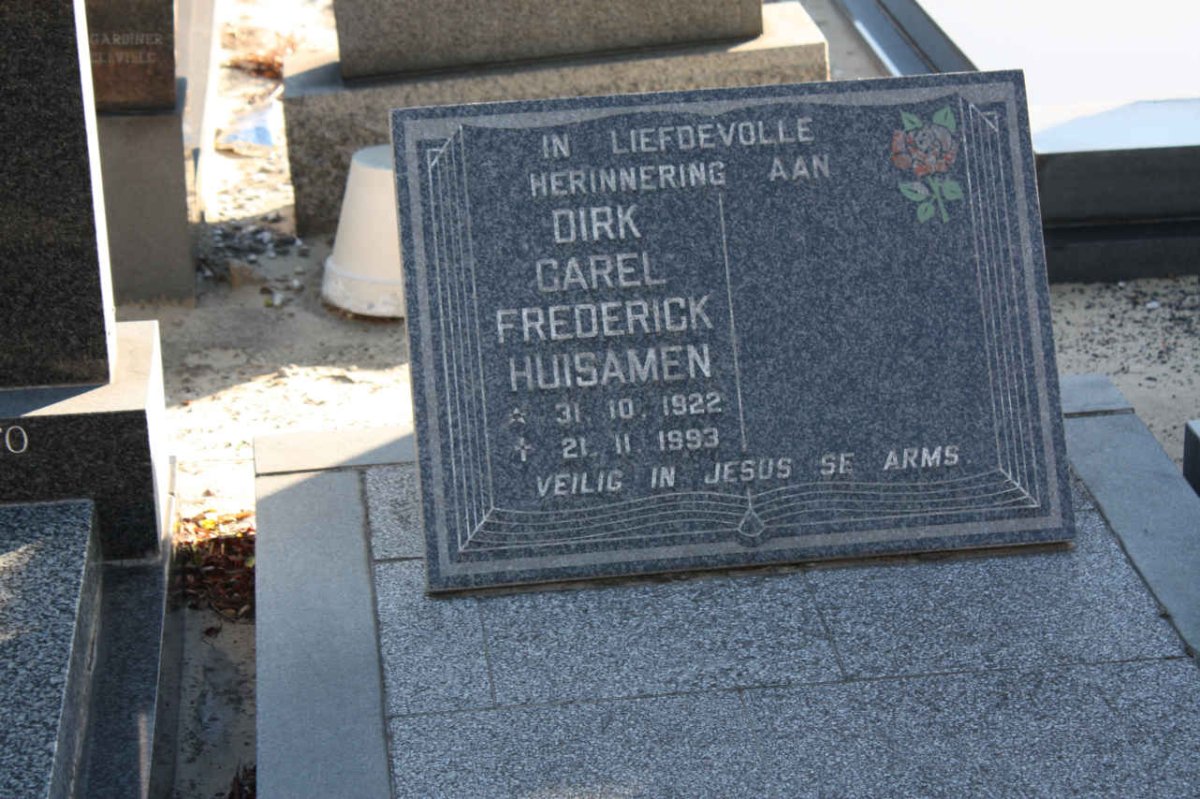 IN LIEFDEVOLLE
HERINNERING AAN
DIRK
CAREL
FREDERICK
HUISAMEN
* 31. 10. 1922
✝ 21. 11 1993
VEILIG IN JESUS SE ARMS
GARDINER